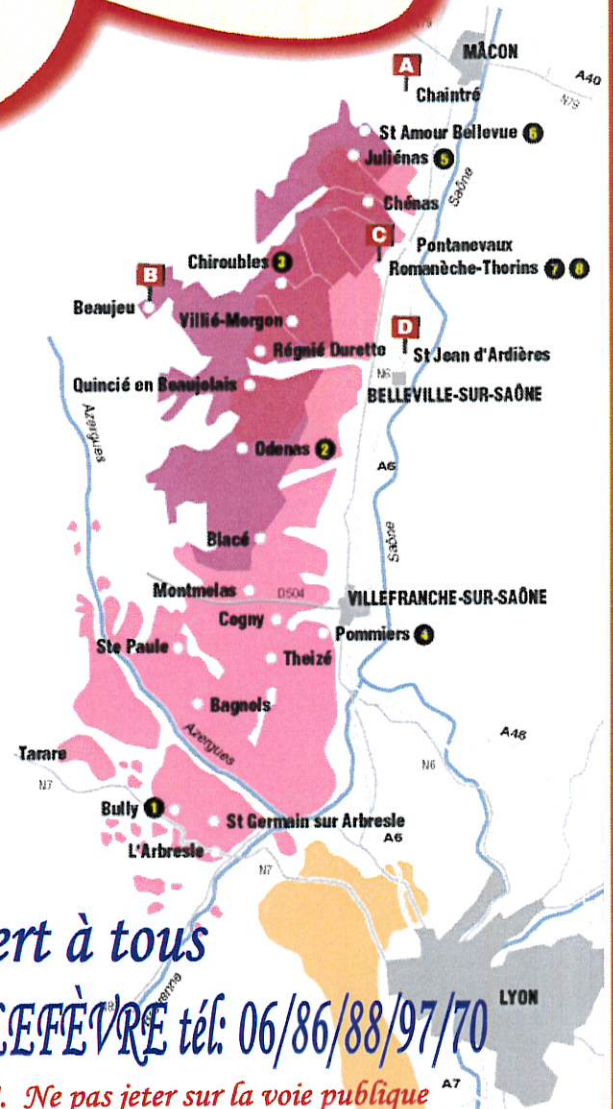 MÂCON
A
A40
N79
Chaintré
St Amour Bellevue 6
Juliénas 5
Saône
Chénas
C
Pontanevaux
Chiroubles 3
Romanèche-Thorins 7 8
B
Beaujeu
Villié-Morgon
D
Régnié Durette
St Jean d'Ardières
N6
Quincié en Beaujolais
BELLEVILLE-SUR-SAÔNE
Azergues
Odenas 2
A6
Saône
Blacé
Montmelas
D504
VILLEFRANCHE-SUR-SAÔNE
Cogny
Pommiers 4
Ste Paule
Theizé
Bagnols
Azergues
A46
Tarare
N6
N7
Bully 1
St Germain sur Arbresle
A6
L'Arbresle
N7
ert à tous
LYON
LEFÈVRE tél: 06/86/88/97/70
A7
. Ne pas jeter sur la voie publique